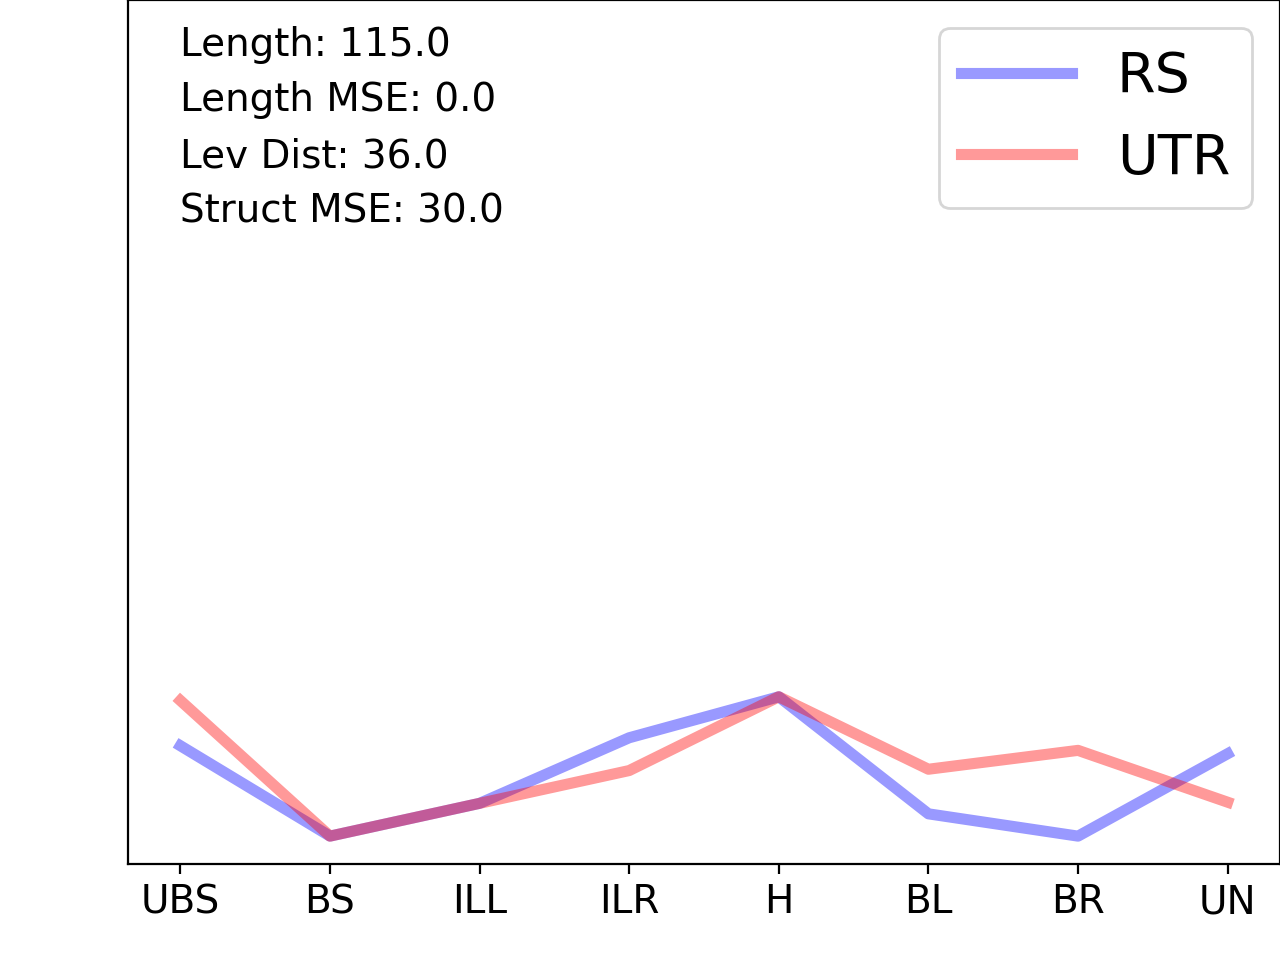 Length: 115.0
Length MSE: 0.0
Lev Dist: 36.0
Struct MSE: 30.0
RS
UTR
UBS BS ILL ILR H BL BR UN